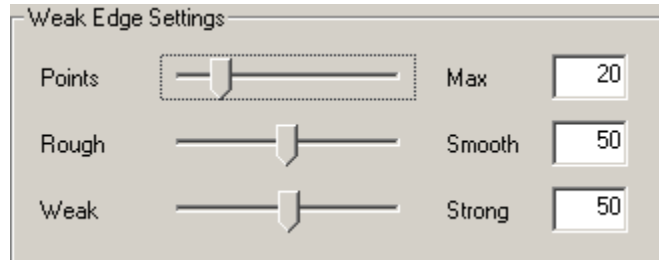 Weak Edge Settings
Points Max 20
Rough Smooth 50
Weak Strong 50